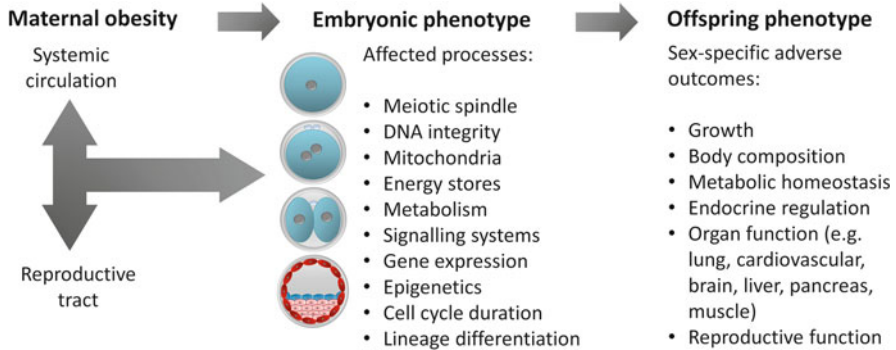 Maternal obesity
Systemic
circulation
Reproductive
tract
Embryonic phenotype
Affected processes:
• Meiotic spindle
• DNA integrity
• Mitochondria
• Energy stores
• Metabolism
• Signalling systems
• Gene expression
• Epigenetics
• Cell cycle duration
• Lineage differentiation
Offspring phenotype
Sex-specific adverse
outcomes:
• Growth
• Body composition
• Metabolic homeostasis
• Endocrine regulation
• Organ function (e.g.
lung, cardiovascular,
brain, liver, pancreas,
muscle)
• Reproductive function